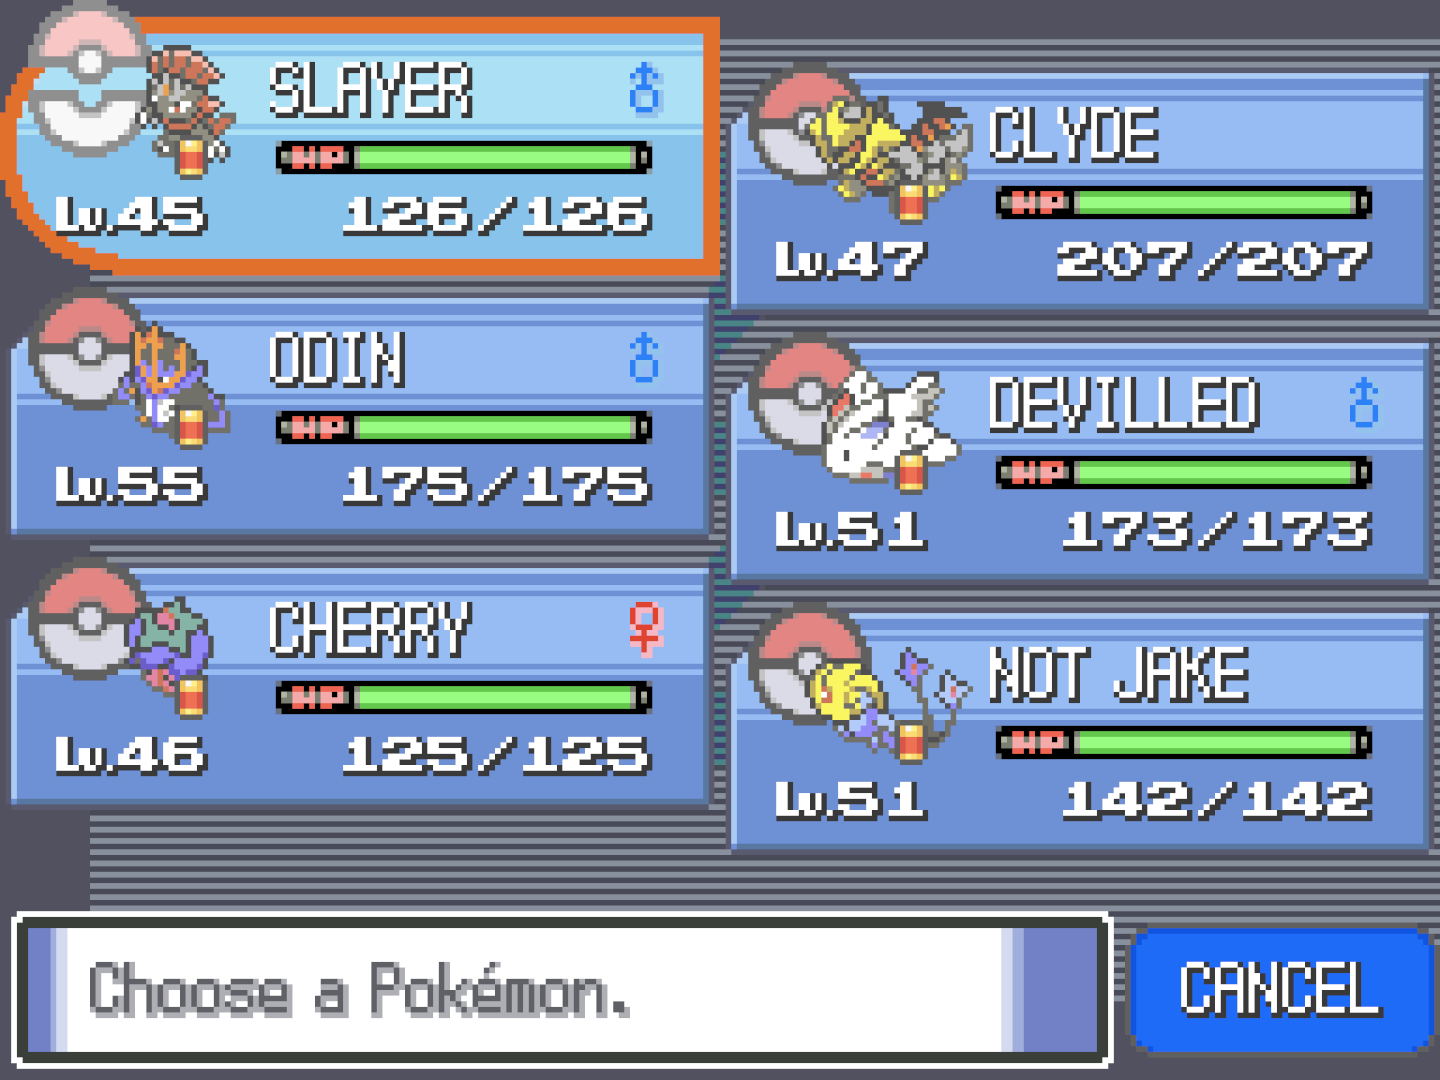 SLAYER ♂
HP
Lv.45 126/126
CLYDE
HP
Lv.47 207/207
ODIN ♂
HP
Lv.55 175/175
DEVILLED ♂
HP
Lv.51 173/173
CHERRY ♀
HP
Lv.46 125/125
NOT JAKE
HP
Lv.51 142/142
Choose a Pokémon.
CANCEL